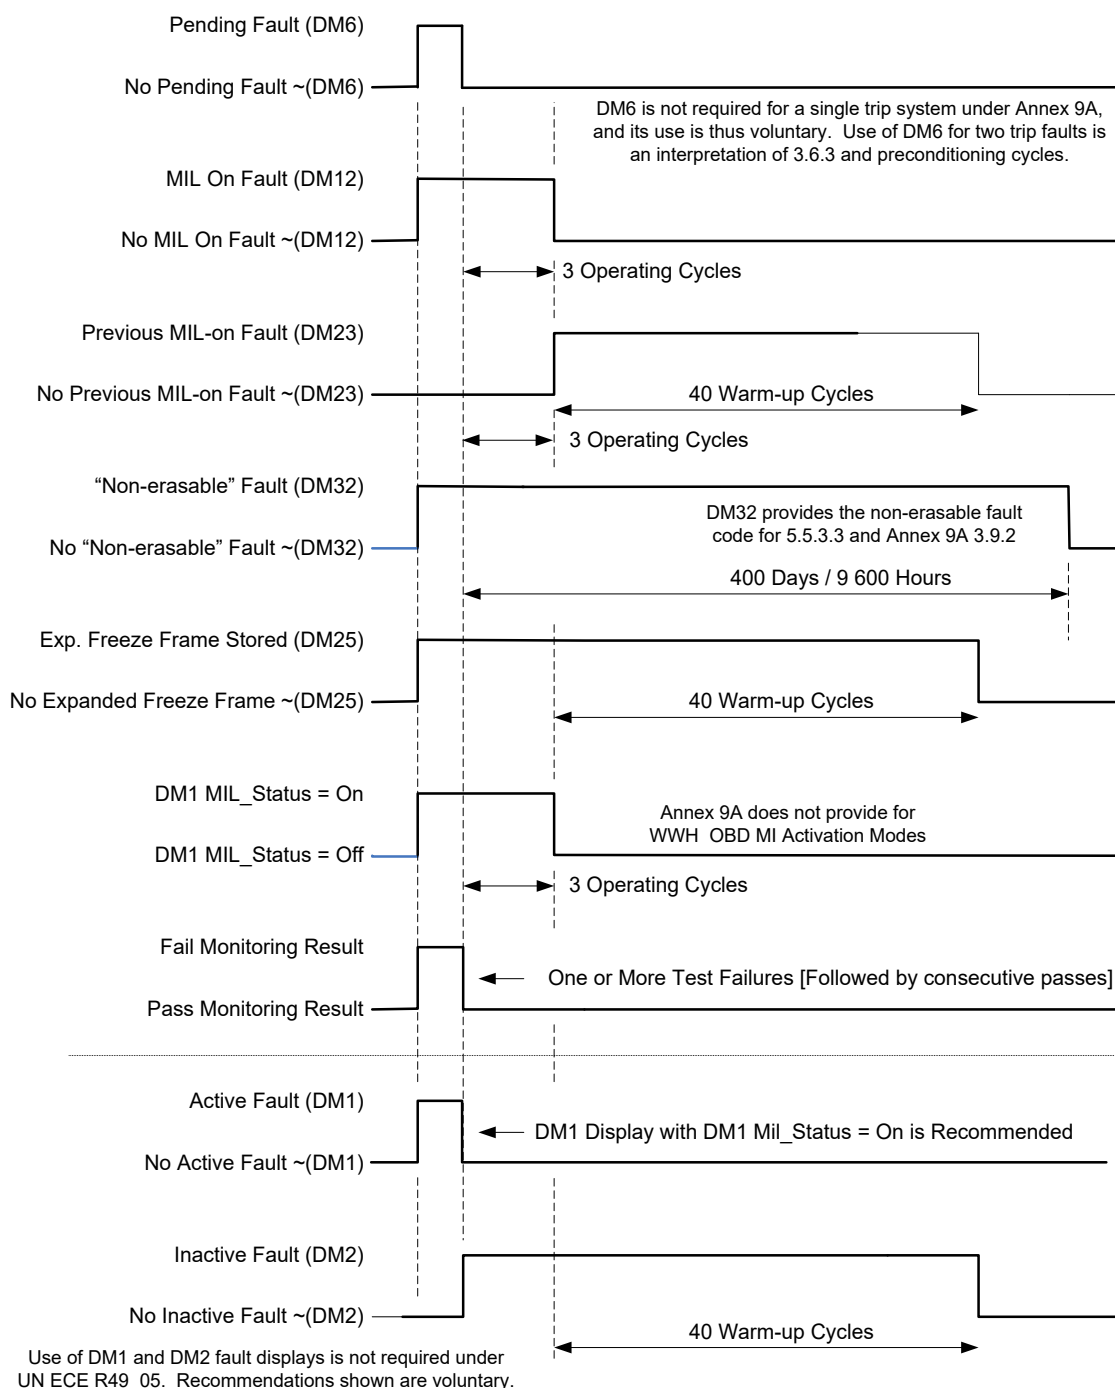 Pending Fault (DM6)
No Pending Fault ~(DM6)
DM6 is not required for a single trip system under Annex 9A,
and its use is thus voluntary. Use of DM6 for two trip faults is
an interpretation of 3.6.3 and preconditioning cycles.
MIL On Fault (DM12)
No MIL On Fault ~(DM12)
3 Operating Cycles
Previous MIL-on Fault (DM23)
No Previous MIL-on Fault ~(DM23)
40 Warm-up Cycles
3 Operating Cycles
“Non-erasable” Fault (DM32)
No “Non-erasable” Fault ~(DM32)
DM32 provides the non-erasable fault
code for 5.5.3.3 and Annex 9A 3.9.2
400 Days / 9 600 Hours
Exp. Freeze Frame Stored (DM25)
No Expanded Freeze Frame ~(DM25)
40 Warm-up Cycles
DM1 MIL_Status = On
DM1 MIL_Status = Off
Annex 9A does not provide for
WWH OBD MI Activation Modes
3 Operating Cycles
Fail Monitoring Result
Pass Monitoring Result
One or More Test Failures [Followed by consecutive passes]
Active Fault (DM1)
No Active Fault ~(DM1)
DM1 Display with DM1 Mil_Status = On is Recommended
Inactive Fault (DM2)
No Inactive Fault ~(DM2)
40 Warm-up Cycles
Use of DM1 and DM2 fault displays is not required under
UN ECE R49 05. Recommendations shown are voluntary.